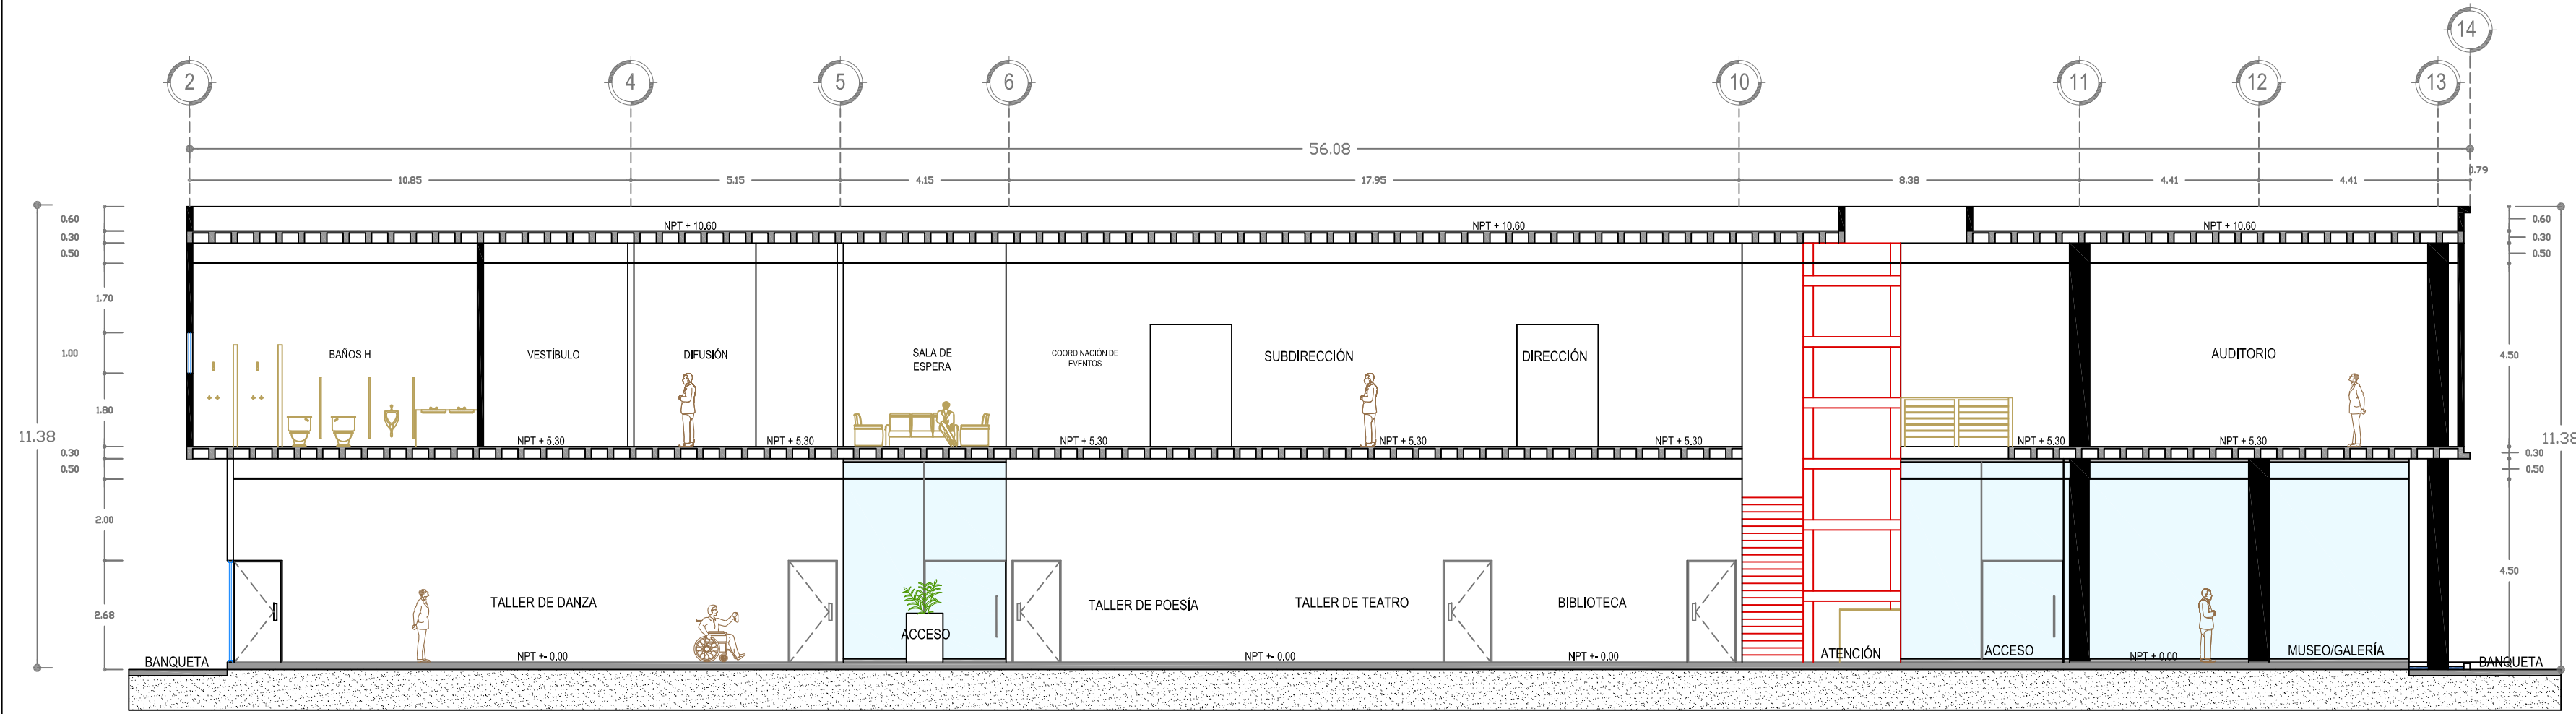 14
2
4
5
6
10
11
12
13
56.08
10.85
5.15
4.15
17.95
8.38
4.41
4.41
0.79
0.60
0.30
0.50
1.70
1.00
1.80
0.30
0.50
2.00
2.68
11.38
NPT + 10.60
NPT + 10.60
NPT + 10.60
0.60
0.30
0.50
4.50
0.30
0.50
4.50
11.38
BAÑOS H
VESTÍBULO
DIFUSIÓN
SALA DE
ESPERA
COORDINACIÓN DE
EVENTOS
SUBDIRECCIÓN
DIRECCIÓN
AUDITORIO
NPT + 5.30
NPT + 5.30
NPT + 5.30
NPT + 5.30
NPT + 5.30
NPT + 5.30
NPT + 5.30
TALLER DE DANZA
ACCESO
TALLER DE POESÍA
TALLER DE TEATRO
BIBLIOTECA
ATENCIÓN
ACCESO
MUSEO/GALERÍA
BANQUETA
NPT +- 0.00
NPT +- 0.00
NPT +- 0.00
NPT + 0.00
BANQUETA